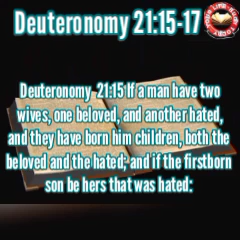 Deuteronomy 21:15-17
Deuteronomy 21:15 If a man have two
wives, one beloved, and another hated,
and they have born him children, both the
beloved and the hated; and if the firstborn
son be hers that was hated: